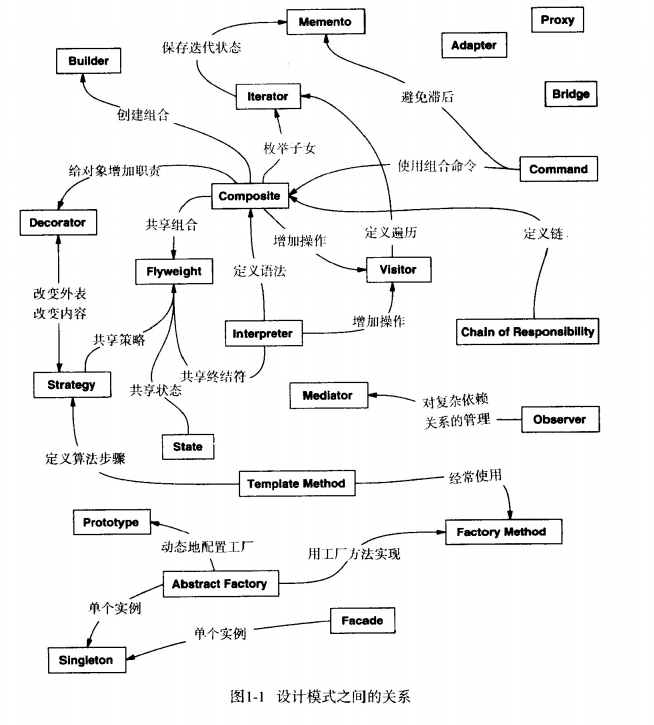 Memento
Proxy
保存迭代状态
Adapter
Builder
Iterator
避免滞后
Bridge
创建组合
枚举子女
给对象增加职责
使用组合命令
Command
Composite
Decorator
共享组合
增加操作
定义遍历
定义链
Flyweight
定义语法
Visitor
改变外表
改变内容
增加操作
Interpreter
Chain of Responsibility
共享策略
共享终结符
Strategy
共享状态
Mediator
对复杂依赖
关系的管理
Observer
State
定义算法步骤
Template Method
经常使用
Prototype
Factory Method
动态地配置工厂
用工厂方法实现
Abstract Factory
单个实例
Facade
单个实例
Singleton
图1-1 设计模式之间的关系